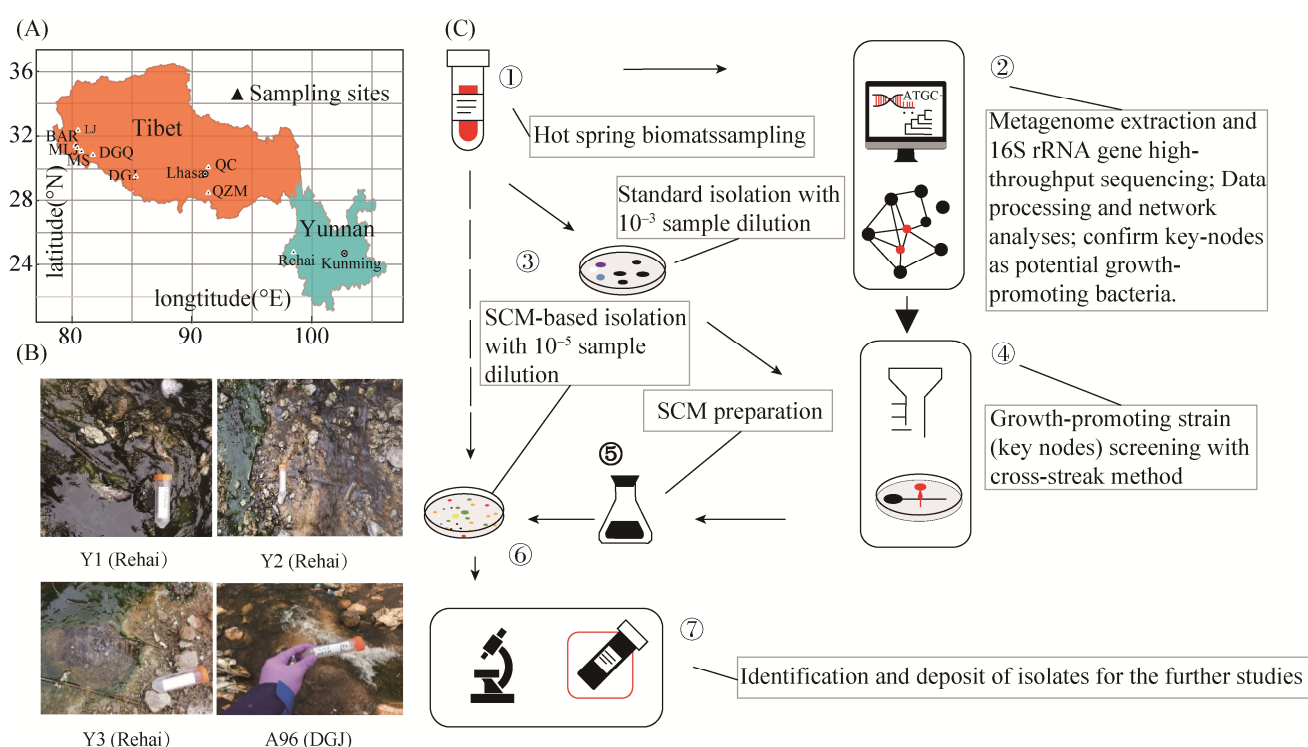 (A)
36
32
28
24
latitude(°N)
▲ Sampling sites
Tibet
LJ
BAR
ML
MS
DGQ
DGJ
Lhasa
QC
QZM
Yunnan
Rehai
Kunming
longtitude(°E)
80
90
100
(B)
Y1 (Rehai)
Y2 (Rehai)
Y3 (Rehai)
A96 (DGJ)
(C)
①
Hot spring biomatssampling
②
ATGC
Metagenome extraction and
16S rRNA gene high-
throughput sequencing; Data
processing and network
analyses; confirm key-nodes
as potential growth-
promoting bacteria.
Standard isolation with
10⁻³ sample dilution
③
SCM-based isolation
with 10⁻⁵ sample
dilution
SCM preparation
④
Growth-promoting strain
(key nodes) screening with
cross-streak method
⑤
⑥
⑦
Identification and deposit of isolates for the further studies